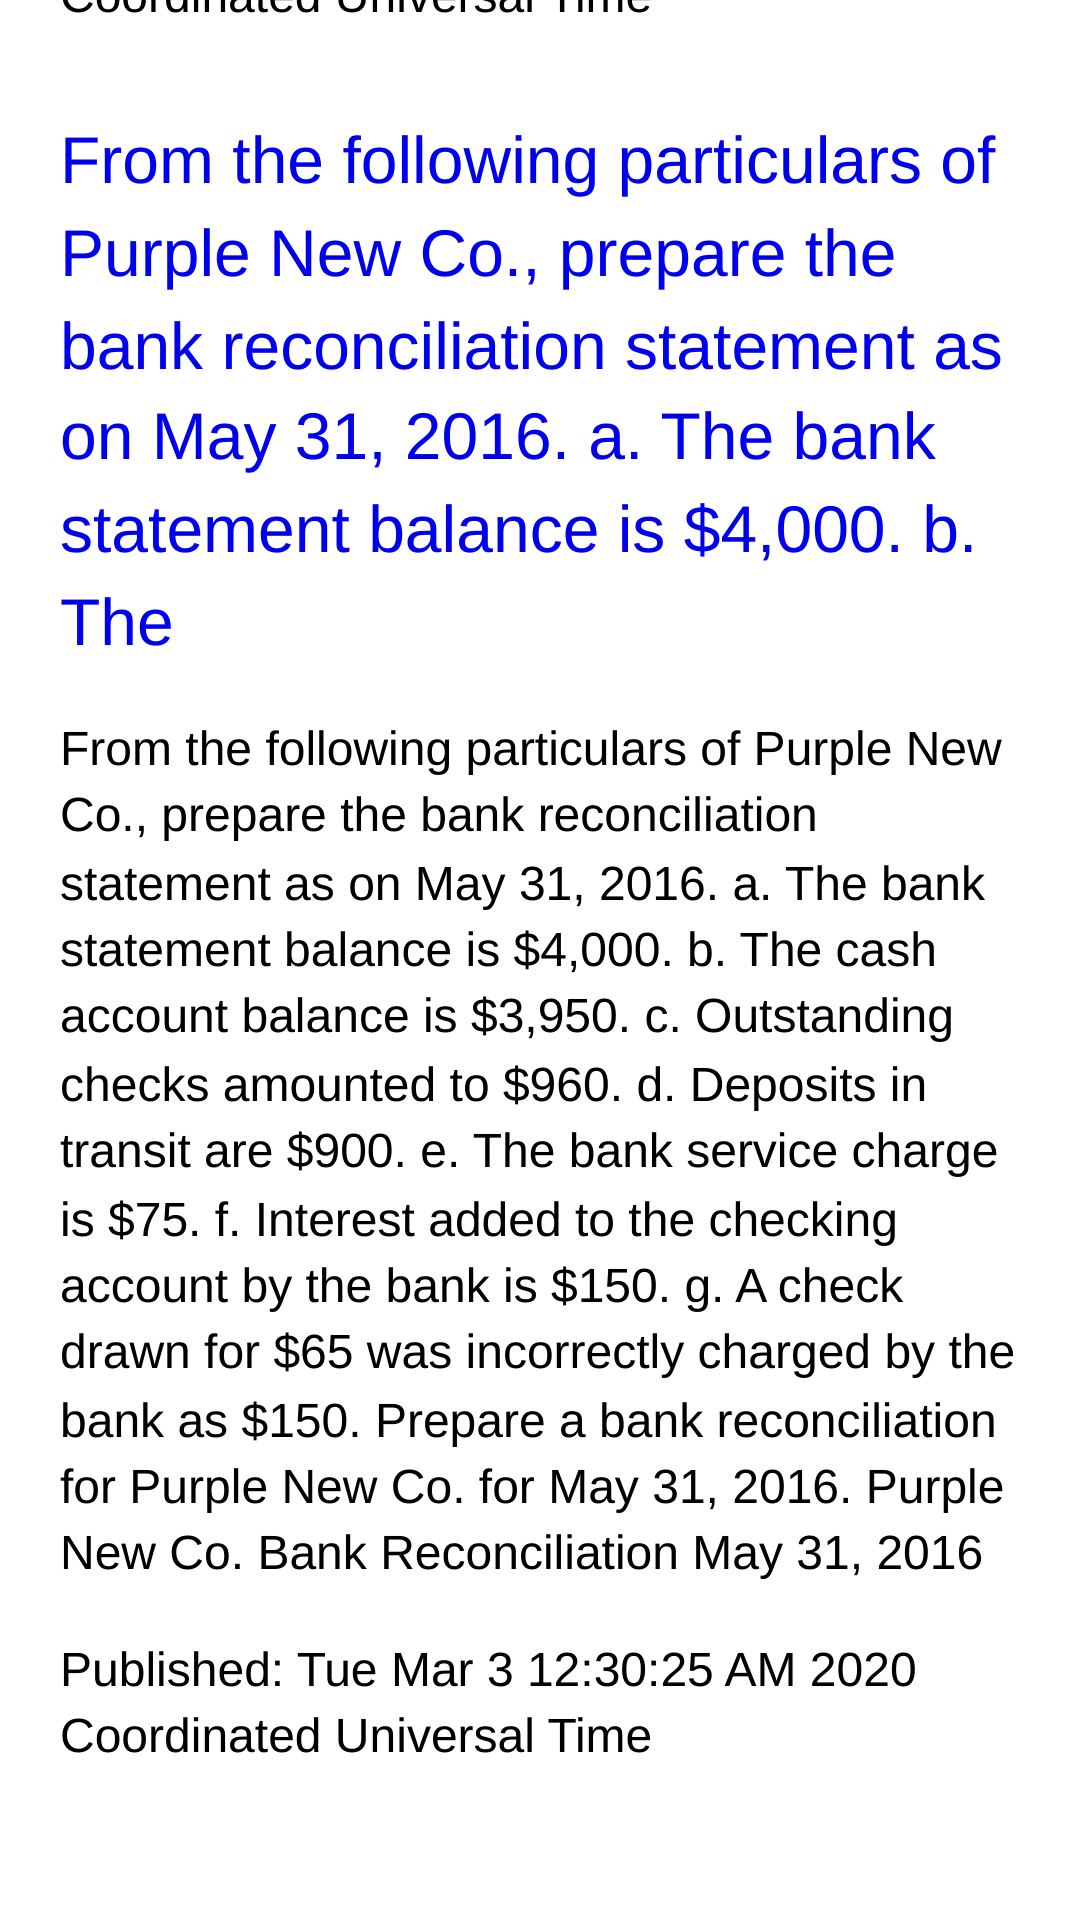 Coordinated Universal Time
From the following particulars of
Purple New Co., prepare the
bank reconciliation statement as
on May 31, 2016. a. The bank
statement balance is $4,000. b.
The
From the following particulars of Purple New
Co., prepare the bank reconciliation
statement as on May 31, 2016. a. The bank
statement balance is $4,000. b. The cash
account balance is $3,950. c. Outstanding
checks amounted to $960. d. Deposits in
transit are $900. e. The bank service charge
is $75. f. Interest added to the checking
account by the bank is $150. g. A check
drawn for $65 was incorrectly charged by the
bank as $150. Prepare a bank reconciliation
for Purple New Co. for May 31, 2016. Purple
New Co. Bank Reconciliation May 31, 2016
Published: Tue Mar 3 12:30:25 AM 2020
Coordinated Universal Time